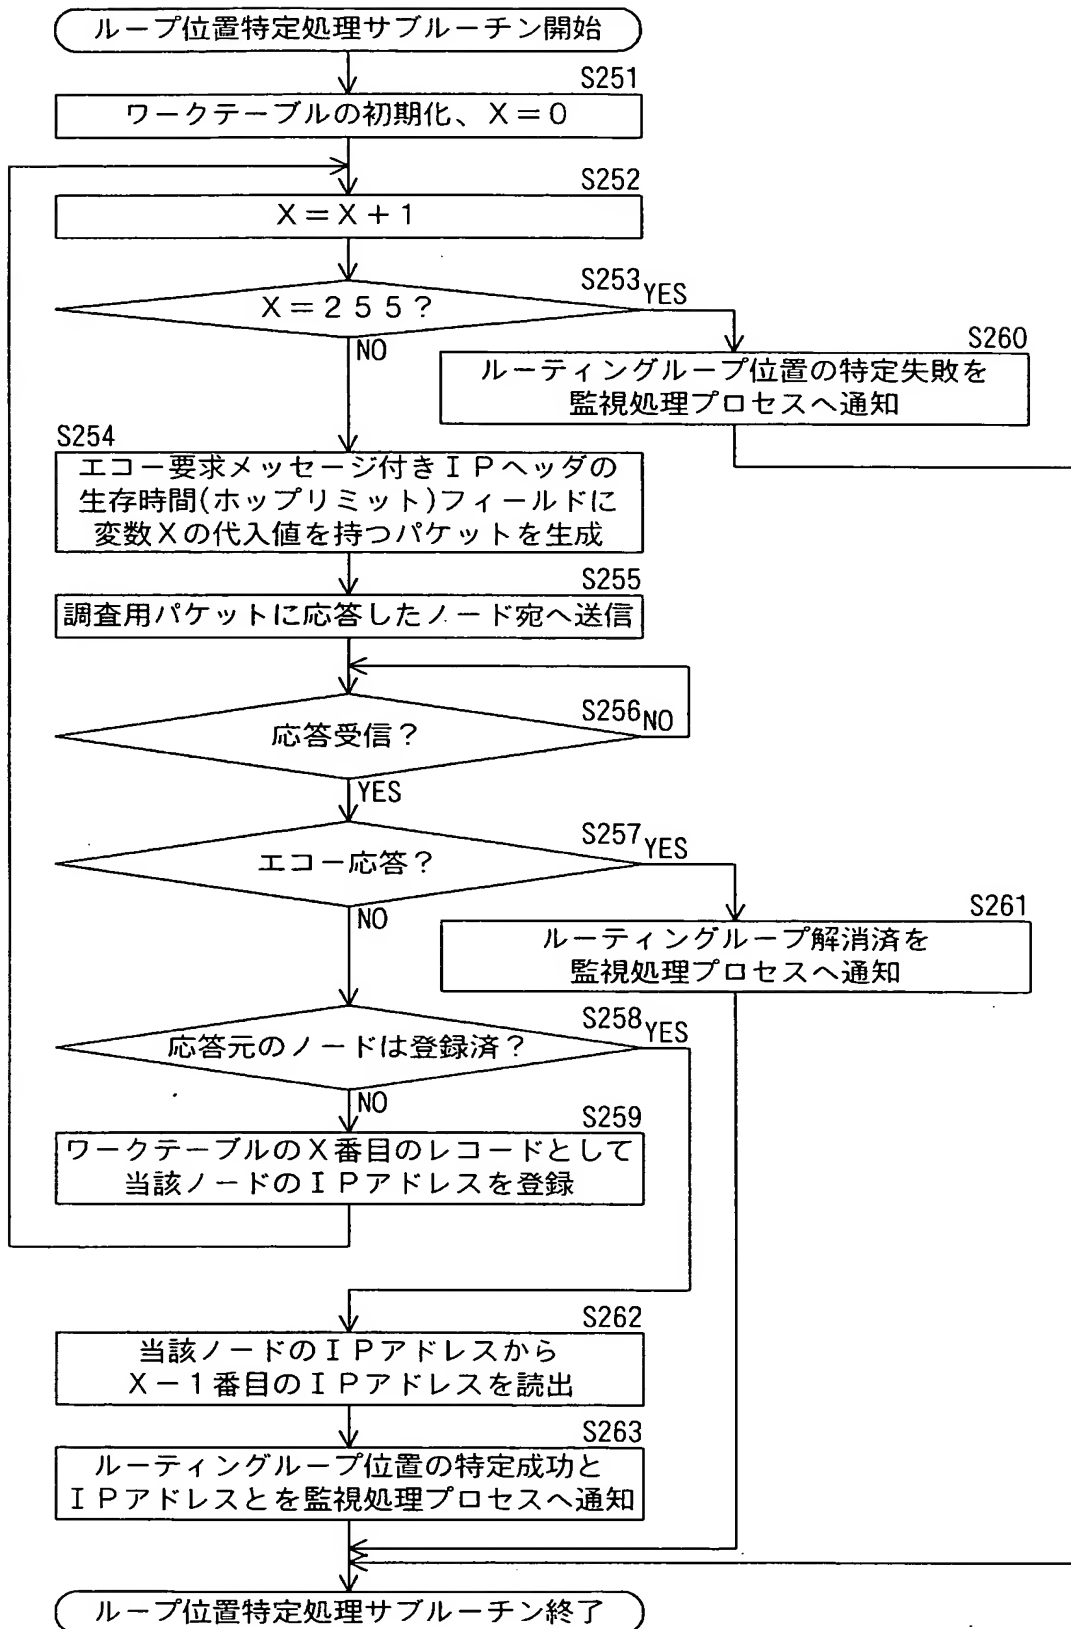 ループ位置特定処理サブルーチン開始
S251
ワークテーブルの初期化、X=0
S252
X=X+1
S253
X=255?
YES
NO
S260
ルーティングループ位置の特定失敗を
監視処理プロセスへ通知
S254
エコー要求メッセージ付きIPヘッダの
生存時間(ホップリミット)フィールドに
変数Xの代入値を持つパケットを生成
S255
調査用パケットに応答したノード宛へ送信
S256
応答受信?
NO
YES
S257
エコー応答?
YES
NO
S261
ルーティングループ解消済を
監視処理プロセスへ通知
S258
応答元のノードは登録済?
YES
NO
S259
ワークテーブルのX番目のレコードとして
当該ノードのIPアドレスを登録
S262
当該ノードのIPアドレスから
X-1番目のIPアドレスを読出
S263
ルーティングループ位置の特定成功と
IPアドレスとを監視処理プロセスへ通知
ループ位置特定処理サブルーチン終了